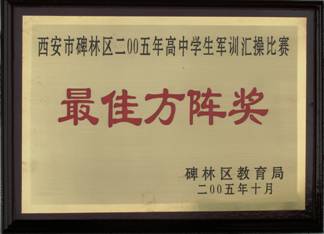 西安市碑林区二00五年高中学生军训汇操比赛
最佳方阵奖
碑林区教育局
二00五年十月